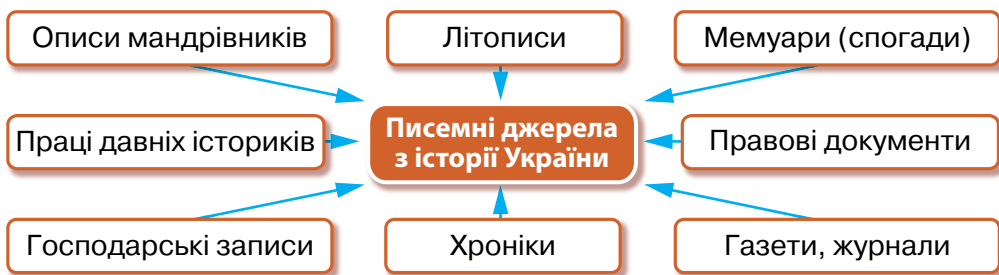 Описи мандрівників
Літописи
Мемуари (спогади)
Праці давніх істориків
Писемні джерела
з історії України
Правові документи
Господарські записи
Хроніки
Газети, журнали